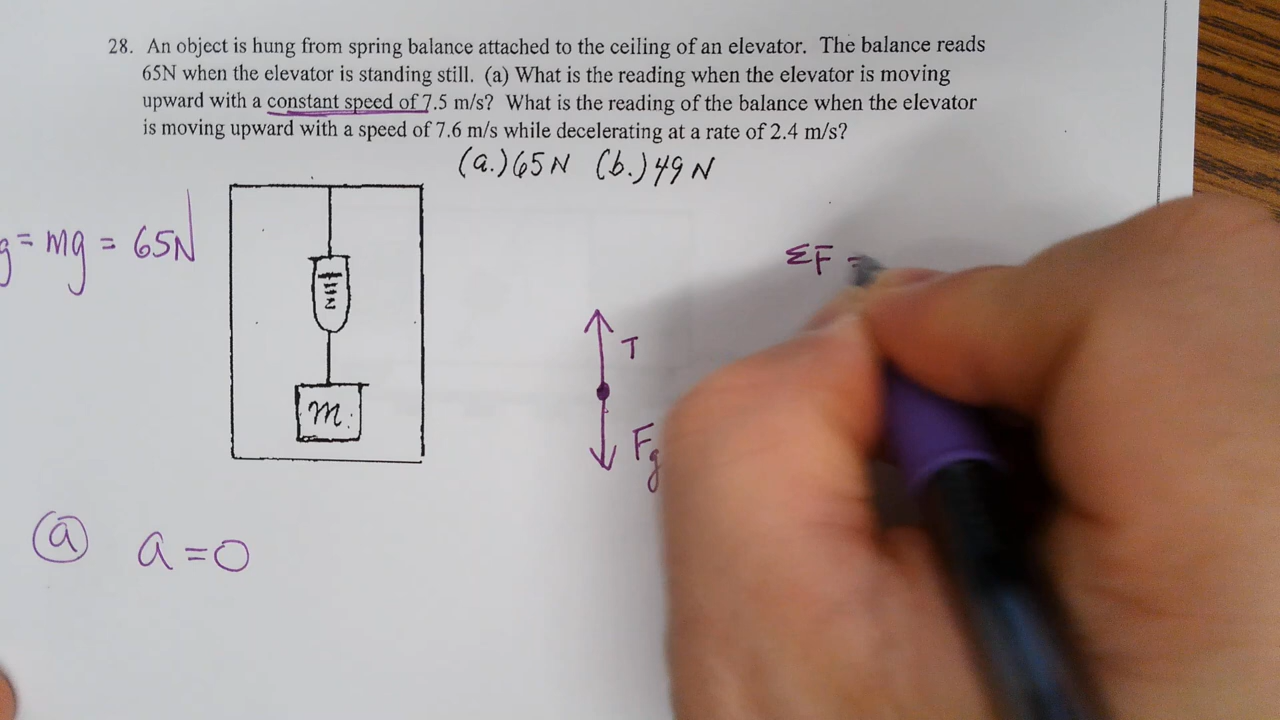 28. An object is hung from spring balance attached to the ceiling of an elevator. The balance reads
65N when the elevator is standing still. (a) What is the reading when the elevator is moving
upward with a constant speed of 7.5 m/s? What is the reading of the balance when the elevator
is moving upward with a speed of 7.6 m/s while decelerating at a rate of 2.4 m/s?
(a.) 65N (b.) 49 N
g = mg = 65N
ΣF =
T
m.
Fg
(a) a = 0